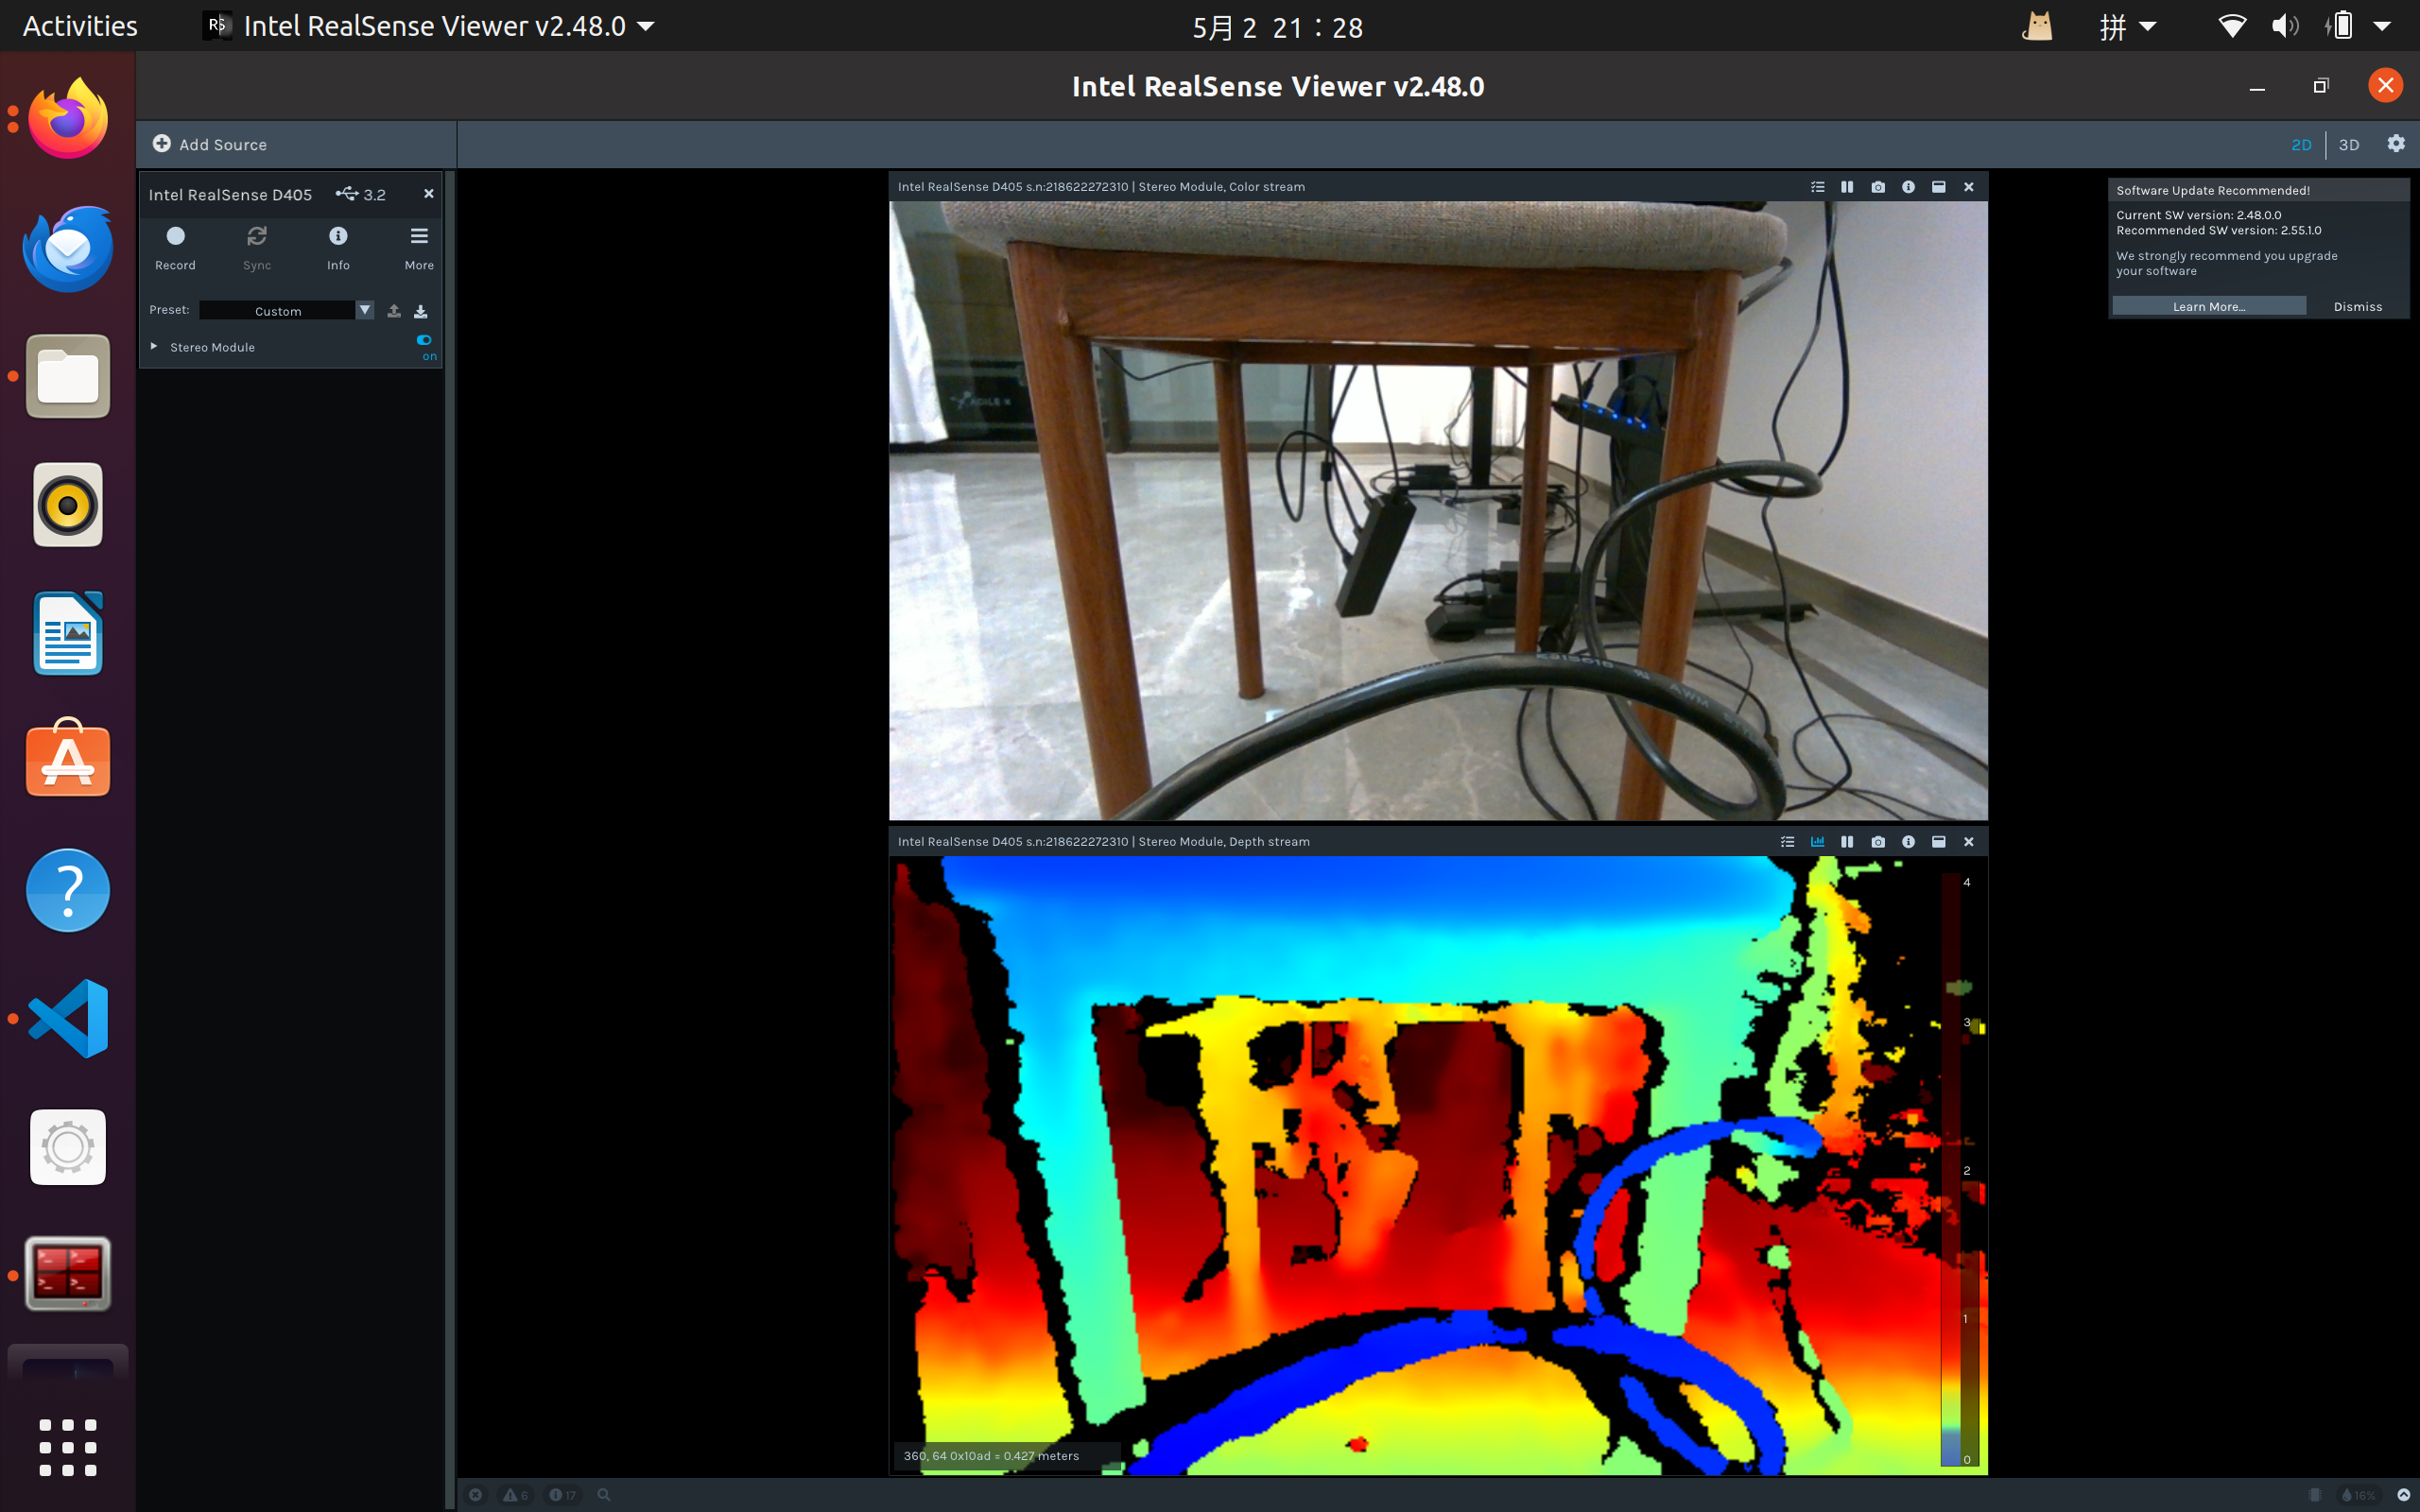 Activities
Intel RealSense Viewer v2.48.0
5月 2 21：28
拼
Intel RealSense Viewer v2.48.0
Add Source
2D
3D
Intel RealSense D405
3.2
Record
Sync
Info
More
Preset:
Custom
Stereo Module
on
Intel RealSense D405 s.n:218622272310 | Stereo Module, Color stream
AWM
Software Update Recommended!
Current SW version: 2.48.0.0
Recommended SW version: 2.55.1.0
We strongly recommend you upgrade
your software
Learn More...
Dismiss
Intel RealSense D405 s.n:218622272310 | Stereo Module, Depth stream
4
3
2
1
0
360, 64 0x10ad = 0.427 meters
6
17
16%